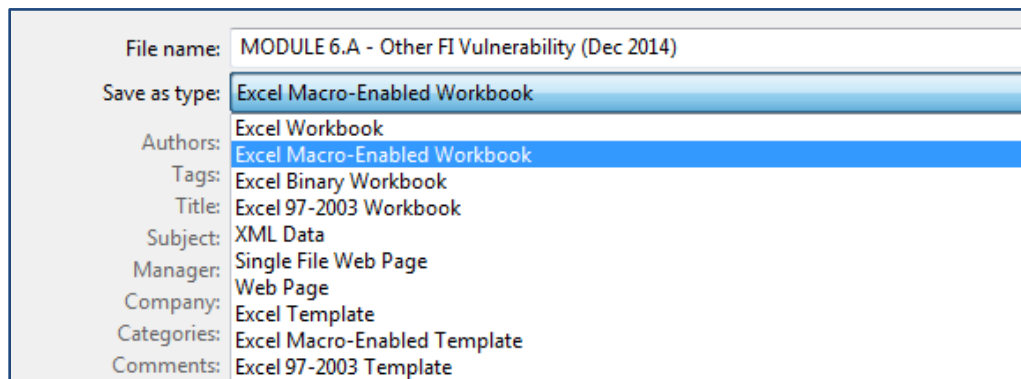 File name: MODULE 6.A - Other FI Vulnerability (Dec 2014)
Save as type: Excel Macro-Enabled Workbook
Excel Workbook
Authors: Excel Macro-Enabled Workbook
Tags: Excel Binary Workbook
Title: Excel 97-2003 Workbook
Subject: XML Data
Manager: Single File Web Page
Web Page
Company: Excel Template
Categories: Excel Macro-Enabled Template
Comments: Excel 97-2003 Template